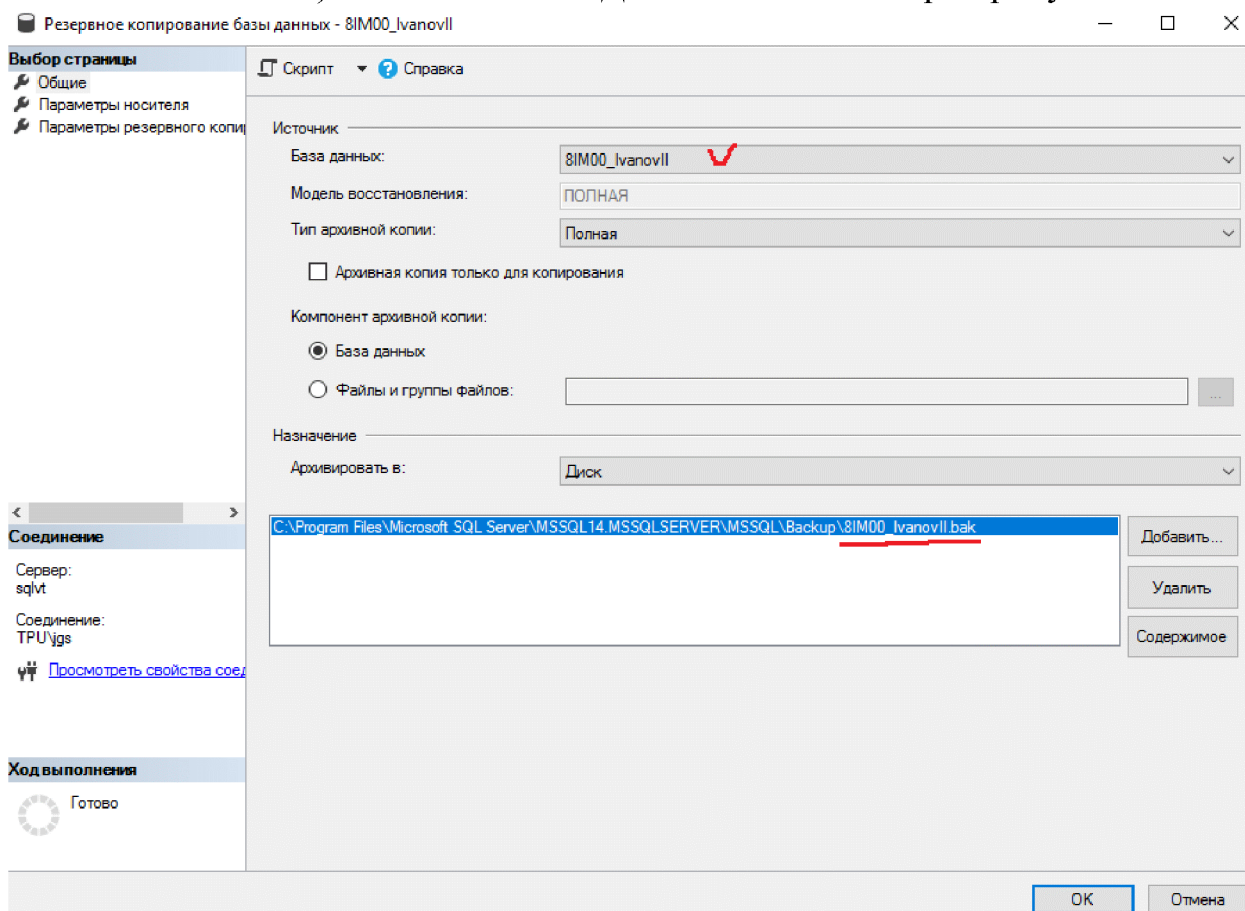 Резервное копирование базы данных - 8IM00_IvanovII
Выбор страницы
Общие
Параметры носителя
Параметры резервного копи
Скрипт
Справка
Источник
База данных:
8IM00_IvanovII
Модель восстановления:
ПОЛНАЯ
Тип архивной копии:
Полная
Архивная копия только для копирования
Компонент архивной копии:
База данных
Файлы и группы файлов:
...
Назначение
Архивировать в:
Диск
C:\Program Files\Microsoft SQL Server\MSSQL14.MSSQLSERVER\MSSQL\Backup\8IM00_IvanovII.bak
Добавить...
Удалить
Содержимое
Соединение
Сервер:
sqlvt
Соединение:
TPU\jgs
Просмотреть свойства соед
Ход выполнения
Готово
OK
Отмена